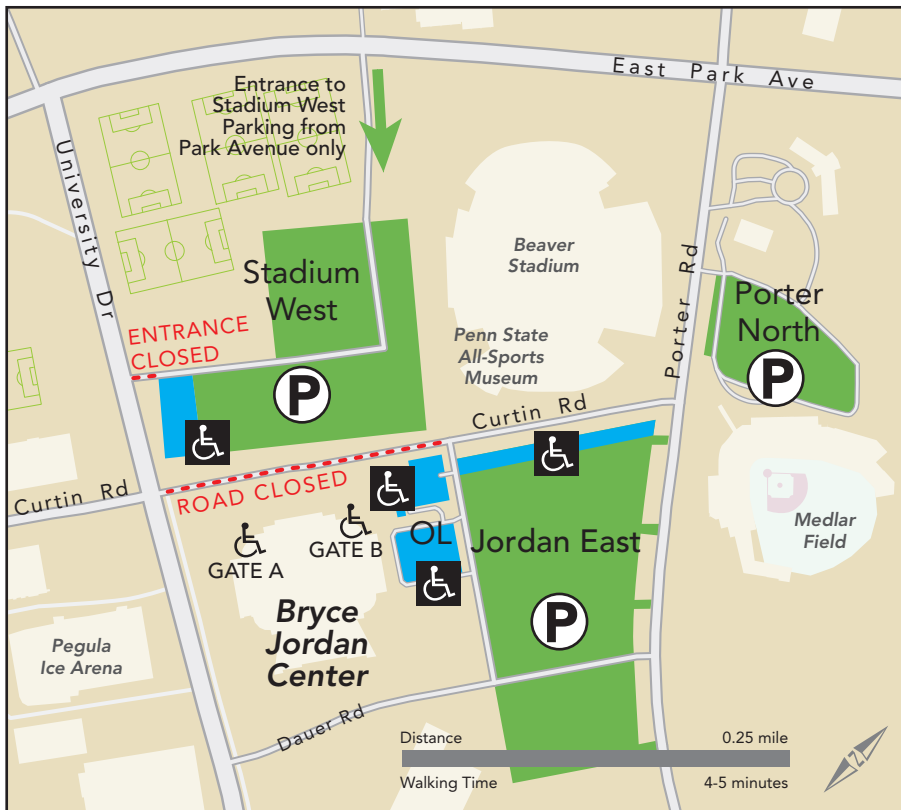 East Park Ave
Entrance to
Stadium West
Parking from
Park Avenue only
University Dr
Beaver
Stadium
Porter Rd
Stadium
West
Porter
North
ENTRANCE
CLOSED
Penn State
All-Sports
Museum
P
P
Curtin Rd
Curtin Rd
ROAD CLOSED
GATE A
GATE B
OL
Jordan East
Medlar
Field
Bryce
Jordan
Center
P
Pegula
Ice Arena
Dauer Rd
Distance 0.25 mile
Walking Time 4-5 minutes
N